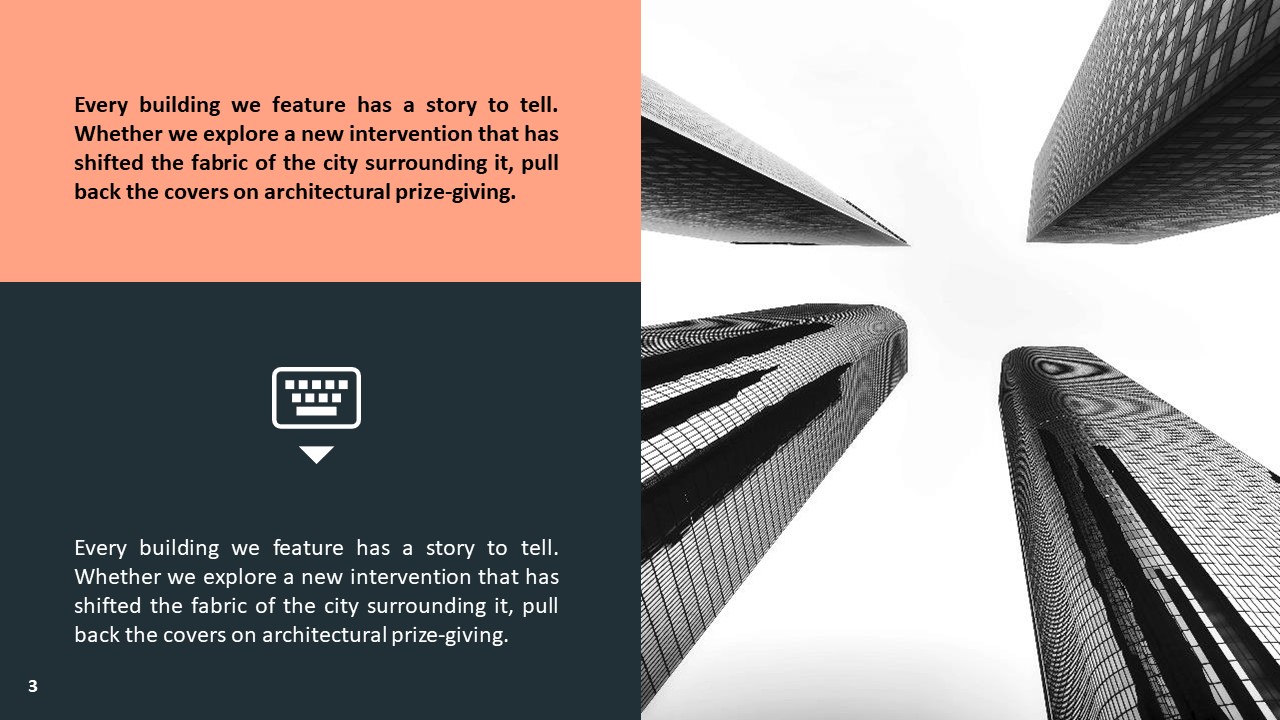 Every building we feature has a story to tell.
Whether we explore a new intervention that has
shifted the fabric of the city surrounding it, pull
back the covers on architectural prize-giving.
Every building we feature has a story to tell.
Whether we explore a new intervention that has
shifted the fabric of the city surrounding it, pull
back the covers on architectural prize-giving.
3